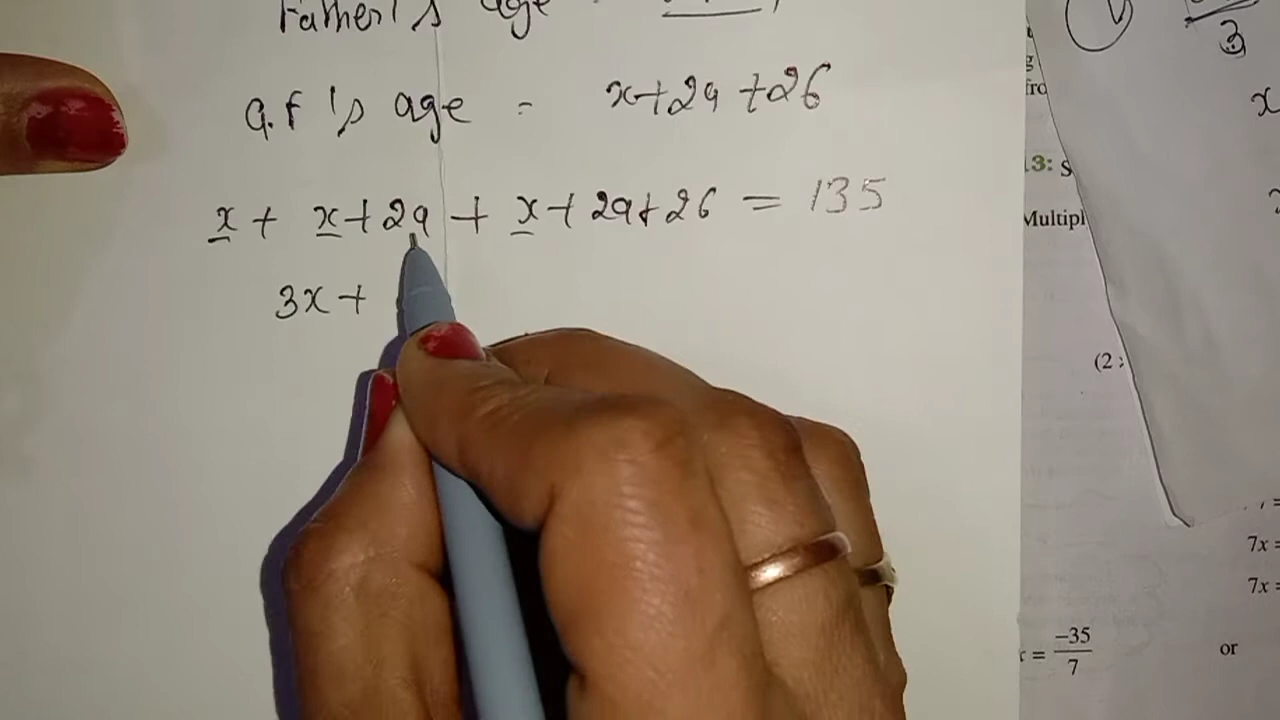 Father's age
G.F's age = x+29+26
x + x+29 + x+29+26 = 135
3x+
3
x
13: S
Multipl
(2
7x =
7x =
= -35/7 or